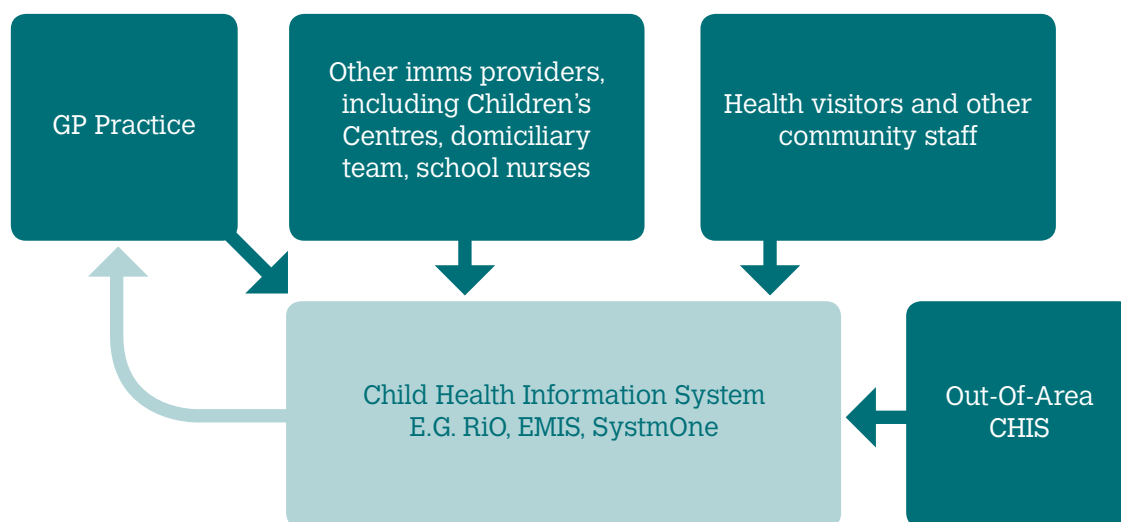 GP Practice
Other imms providers,
including Children's
Centres, domiciliary
team, school nurses
Health visitors and other
community staff
Child Health Information System
E.G. RiO, EMIS, SystmOne
Out-Of-Area
CHIS